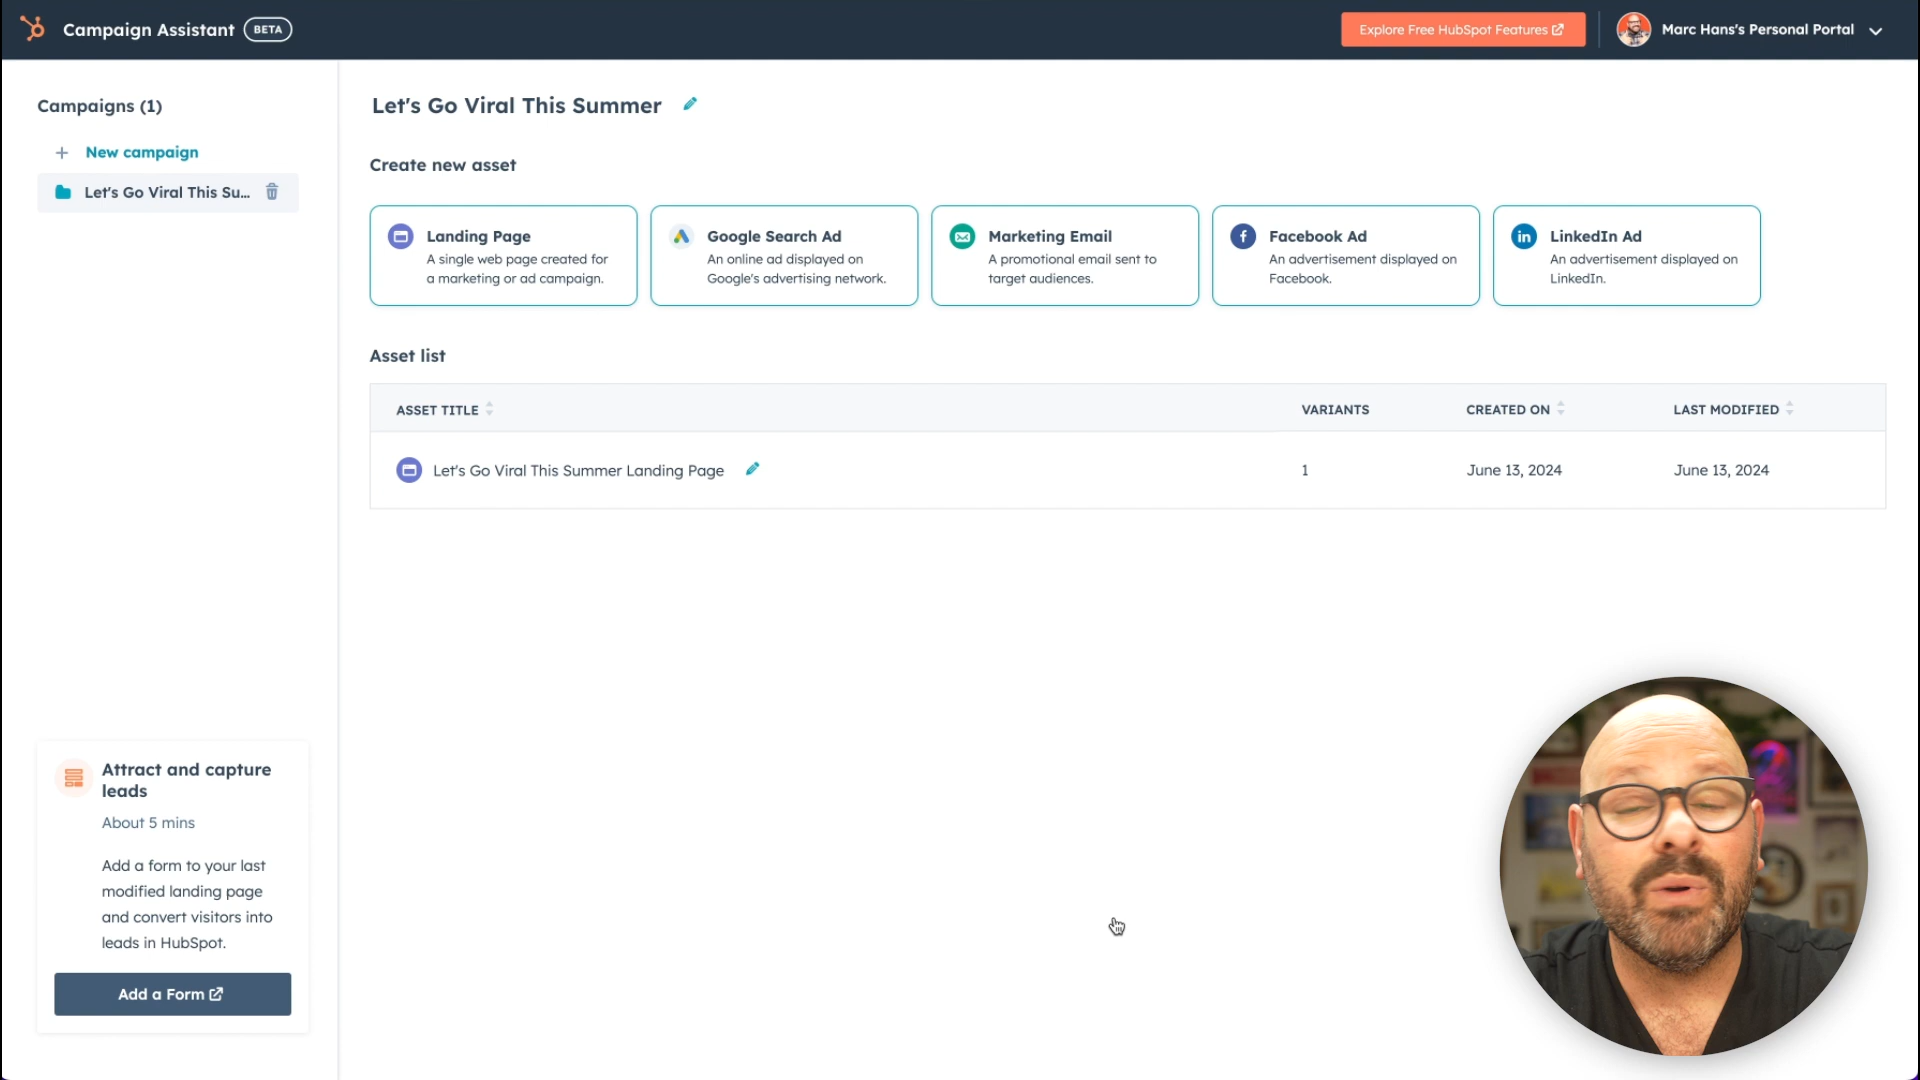 Campaign Assistant BETA
Explore Free HubSpot Features
Marc Hans's Personal Portal
Campaigns (1)
+ New campaign
Let's Go Viral This Su...
Let's Go Viral This Summer
Create new asset
Landing Page
A single web page created for
a marketing or ad campaign.
Google Search Ad
An online ad displayed on
Google's advertising network.
Marketing Email
A promotional email sent to
target audiences.
Facebook Ad
An advertisement displayed on
Facebook.
LinkedIn Ad
An advertisement displayed on
LinkedIn.
Asset list
ASSET TITLE VARIANTS CREATED ON LAST MODIFIED
Let's Go Viral This Summer Landing Page 1 June 13, 2024 June 13, 2024
Attract and capture
leads
About 5 mins
Add a form to your last
modified landing page
and convert visitors into
leads in HubSpot.
Add a Form